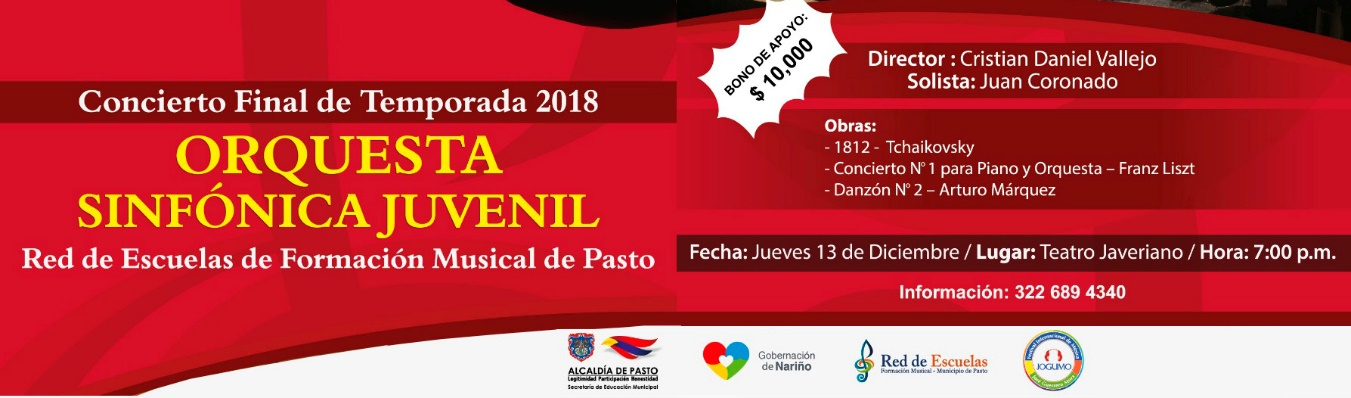 Concierto Final de Temporada 2018
ORQUESTA
SINFÓNICA JUVENIL
Red de Escuelas de Formación Musical de Pasto
BONO DE APOYO:
$ 10,000
Director : Cristian Daniel Vallejo
Solista: Juan Coronado
Obras:
- 1812 - Tchaikovsky
- Concierto N° 1 para Piano y Orquesta – Franz Liszt
- Danzón N° 2 – Arturo Márquez
Fecha: Jueves 13 de Diciembre / Lugar: Teatro Javeriano / Hora: 7:00 p.m.
Información: 322 689 4340
ALCALDÍA DE PASTO
Legitimidad Participación Honestidad
Secretaría de Educación Municipal
Gobernación
de Nariño
Red de Escuelas
Formación Musical - Municipio de Pasto
JOGUIMO